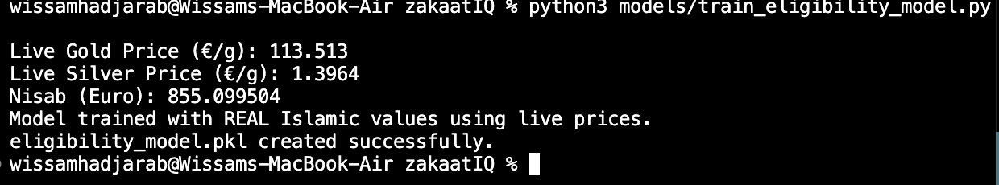 wissamhadjarab@Wissams-MacBook-Air zakaatIQ % python3 models/train_eligibility_model.py
Live Gold Price (€/g): 113.513
Live Silver Price (€/g): 1.3964
Nisab (Euro): 855.099504
Model trained with REAL Islamic values using live prices.
eligibility_model.pkl created successfully.
wissamhadjarab@Wissams-MacBook-Air zakaatIQ %